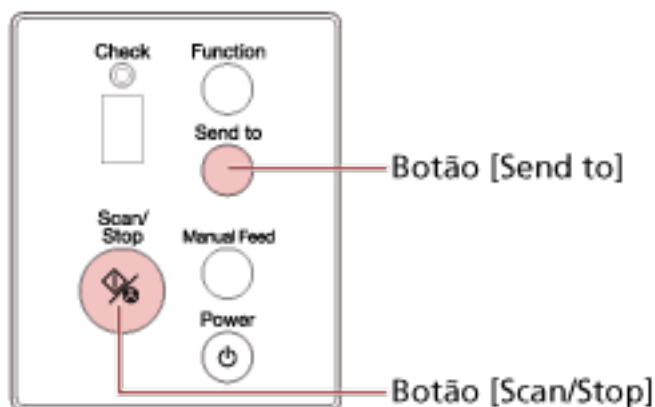 Check
Function
Send to
Botão [Send to]
Scan/
Stop
Manual Feed
Power
Botão [Scan/Stop]